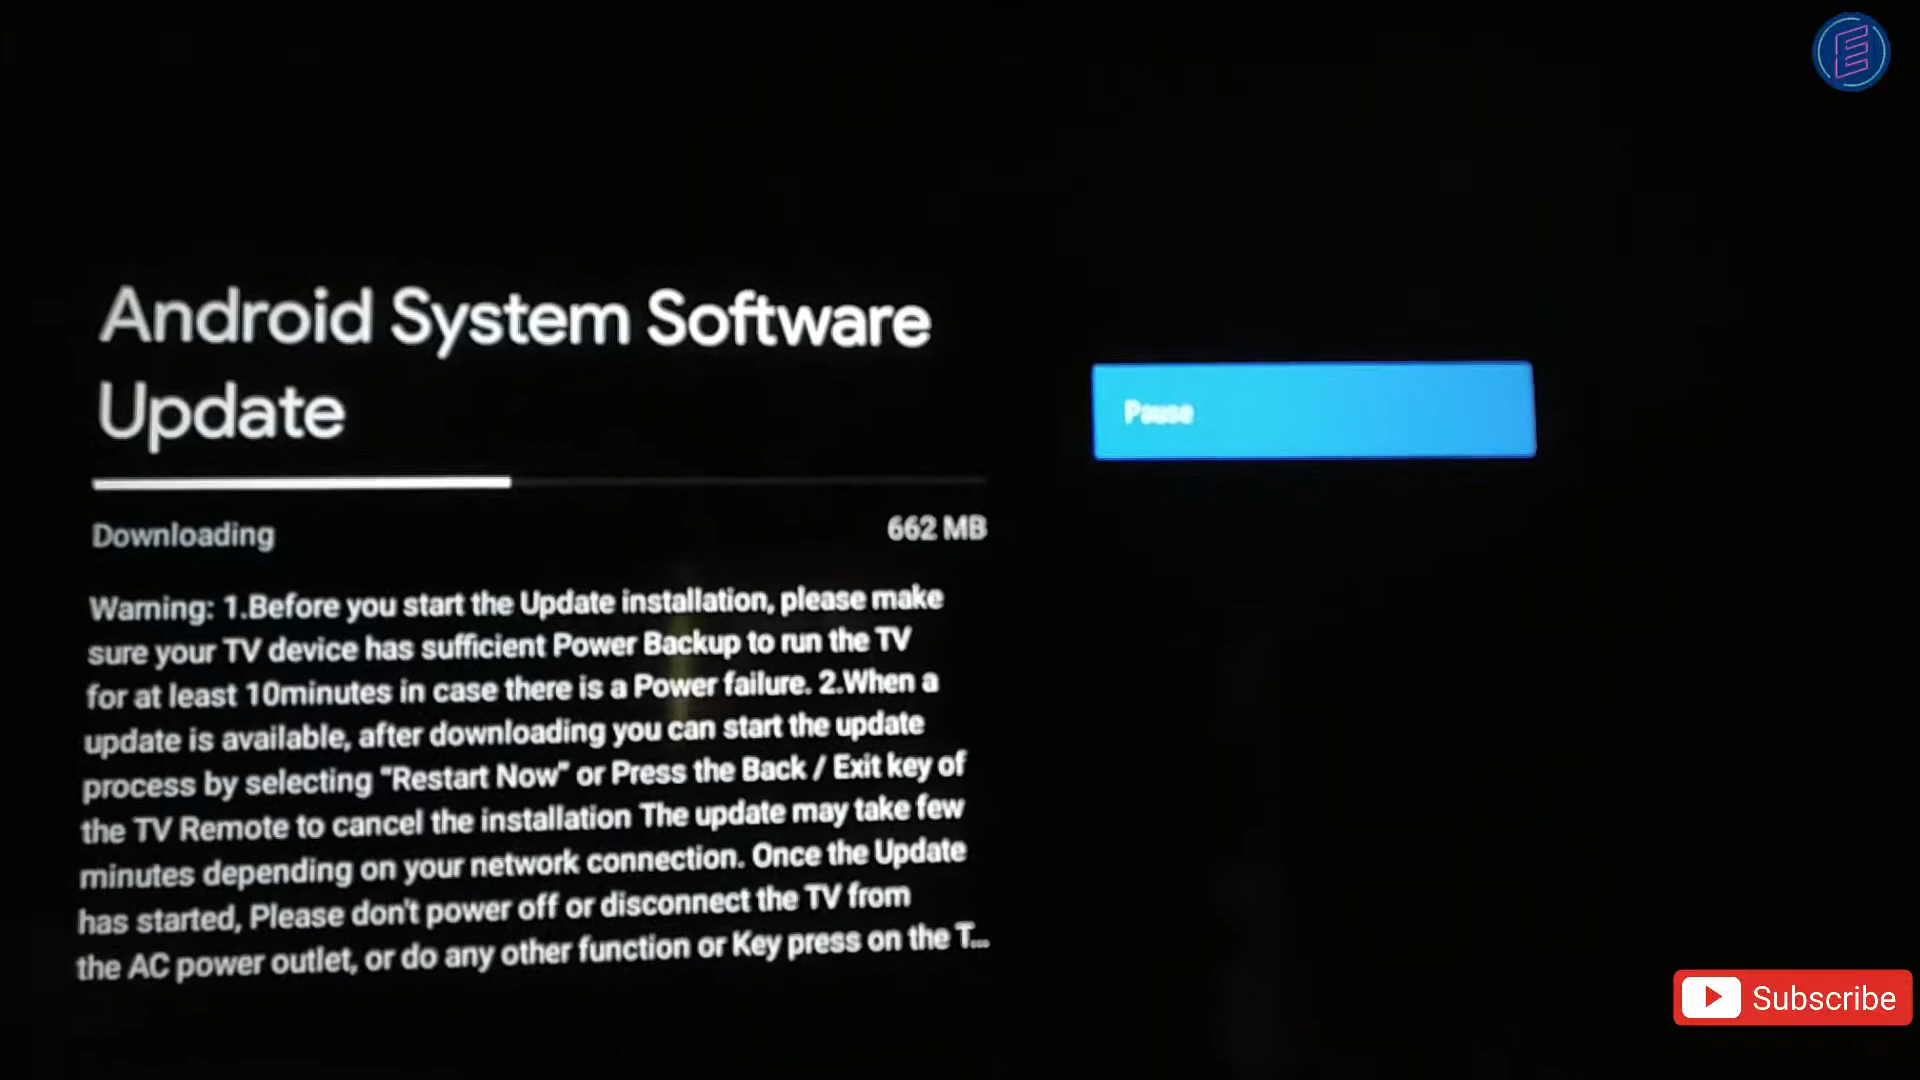 Android System Software
Update
Pause
Downloading
662 MB
Warning: 1.Before you start the Update installation, please make
sure your TV device has sufficient Power Backup to run the TV
for at least 10minutes in case there is a Power failure. 2.When a
update is available, after downloading you can start the update
process by selecting "Restart Now" or Press the Back / Exit key of
the TV Remote to cancel the installation The update may take few
minutes depending on your network connection. Once the Update
has started, Please don't power off or disconnect the TV from
the AC power outlet, or do any other function or Key press on the T...
Subscribe